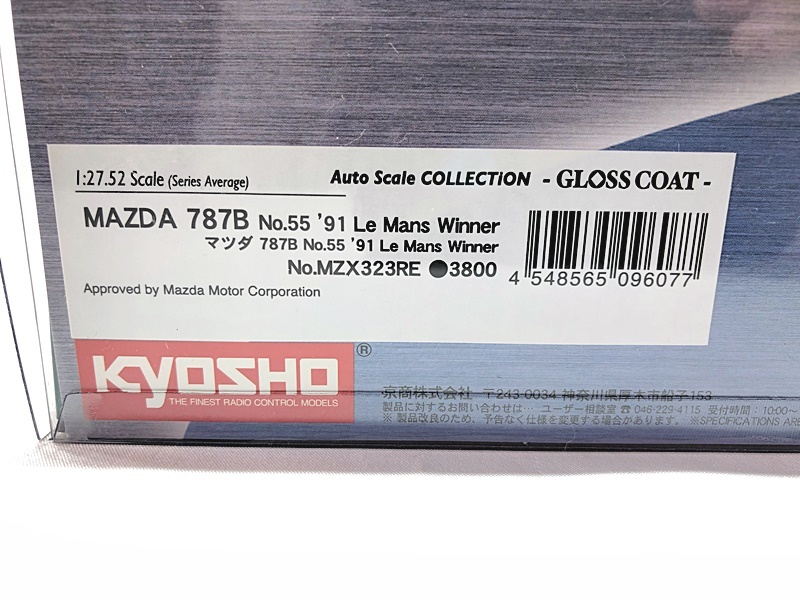 1:27.52 Scale (Series Average)
Auto Scale COLLECTION - GLOSS COAT -
MAZDA 787B No.55 '91 Le Mans Winner
マツダ 787B No.55 '91 Le Mans Winner
No.MZX323RE ●3800
4 548565 096077
Approved by Mazda Motor Corporation
KYOSHO ®
THE FINEST RADIO CONTROL MODELS
京商株式会社 〒243-0034 神奈川県厚木市船子153
製品に対するお問い合わせは… ユーザー相談室 ☎ 046-229-4115 受付時間:10:00~
※ 製品改良のため、予告なく仕様を変更する場合があります。 ※SPECIFICATIONS ARE